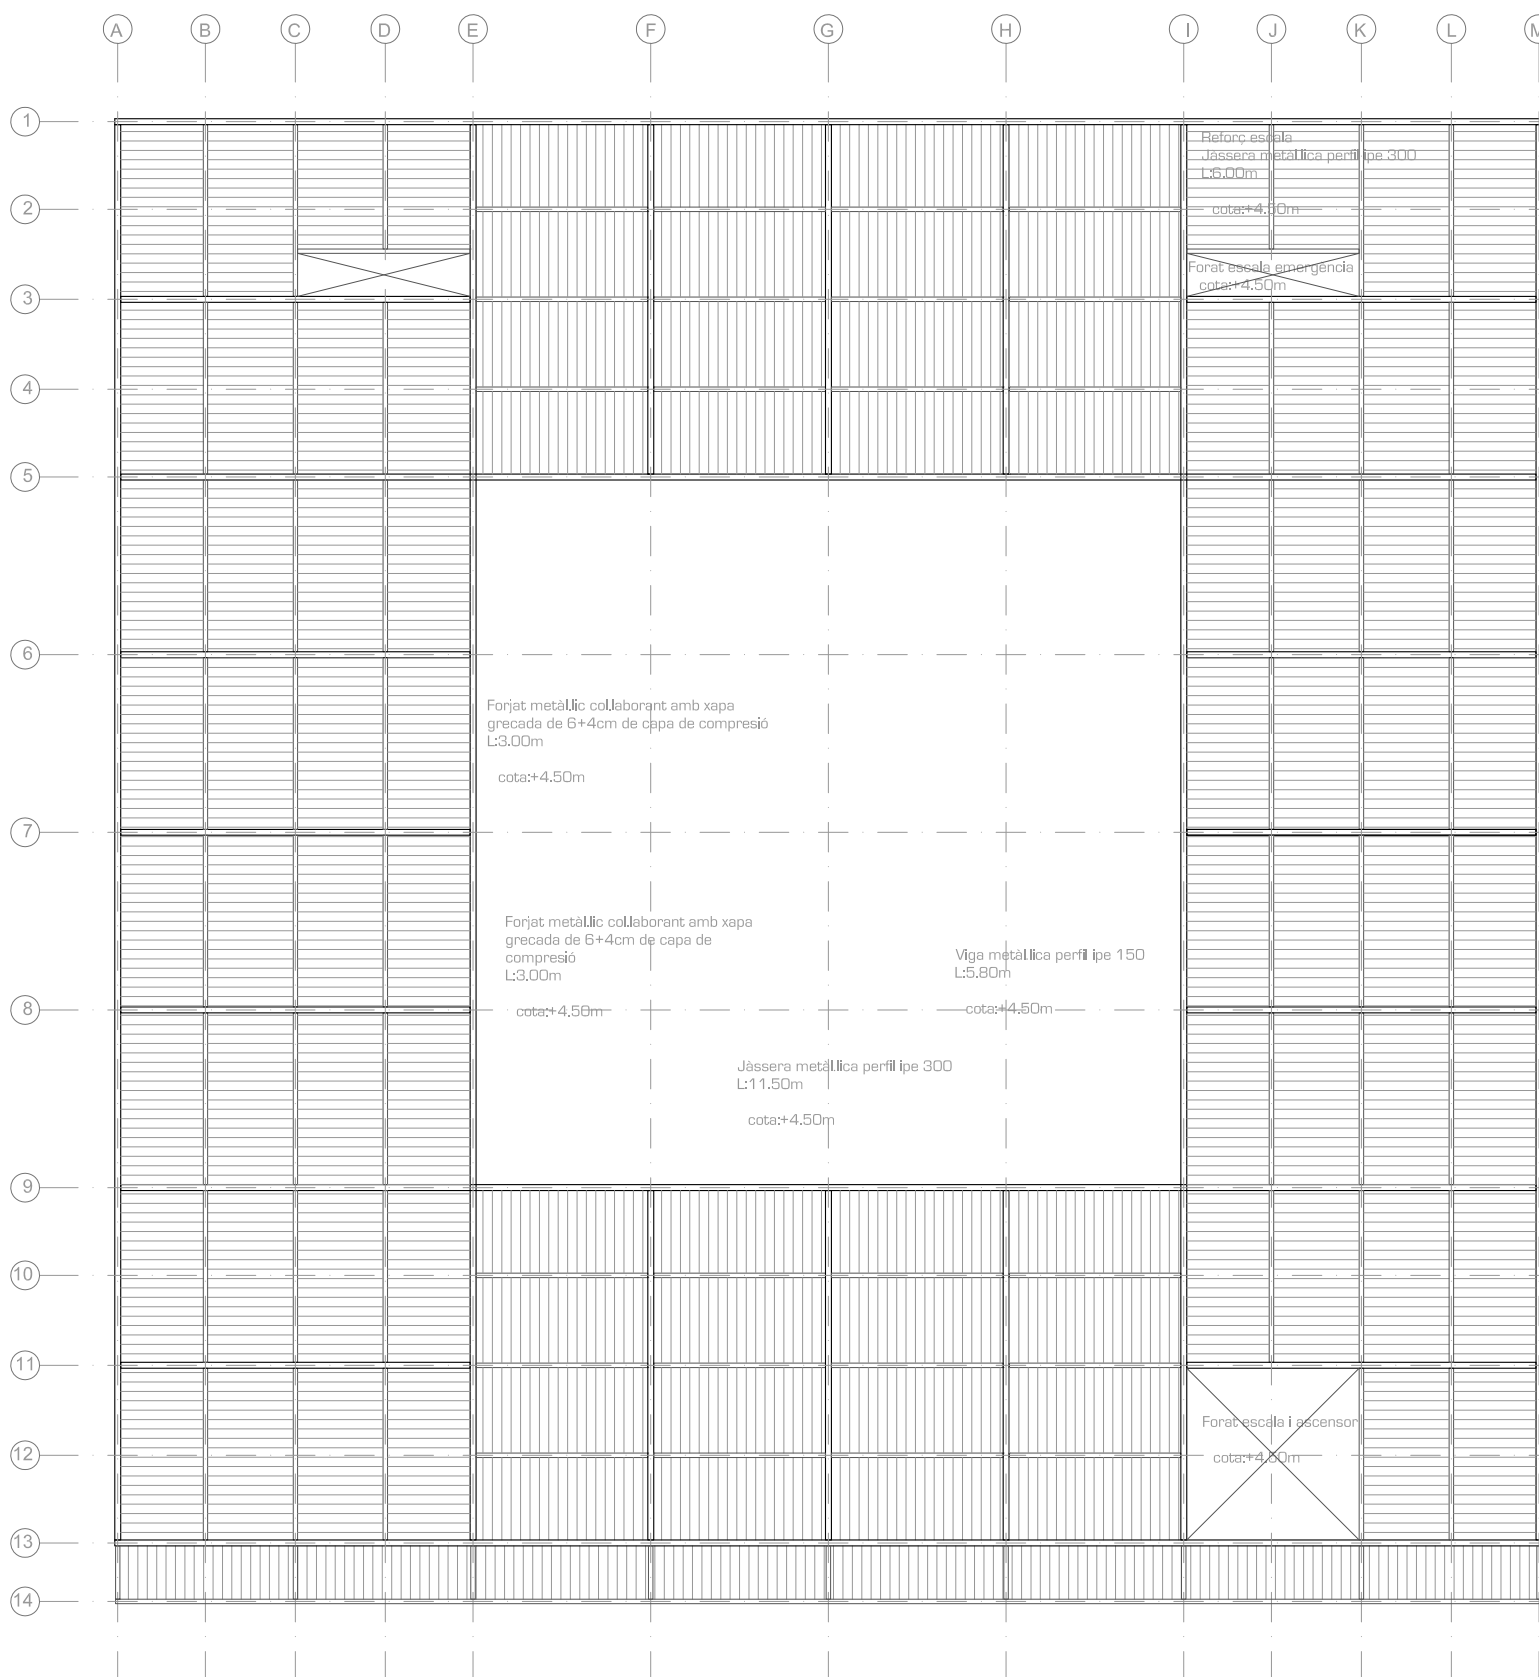 A B C D E F G H I J K L M
1
Reforç escala
Jàssera metàl.lica perfil ipe 300
L:6.00m
2
cota:+4.50m
Forat escala emergència
cota:+4.50m
3
4
5
6
Forjat metàl.lic col.laborant amb xapa
grecada de 6+4cm de capa de compresió
L:3.00m
cota:+4.50m
7
Forjat metàl.lic col.laborant amb xapa
grecada de 6+4cm de capa de
compresió
L:3.00m
cota:+4.50m
Viga metàl.lica perfil ipe 150
L:5.80m
cota:+4.50m
8
Jàssera metàl.lica perfil ipe 300
L:11.50m
cota:+4.50m
9
10
11
Forat escala i ascensor
12
cota:+4.50m
13
14